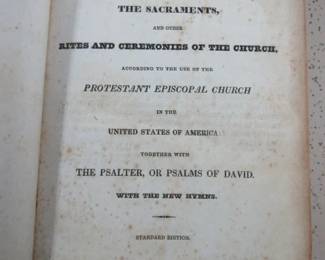 THE SACRAMENTS,
AND OTHER
RITES AND CEREMONIES OF THE CHURCH,
ACCORDING TO THE USE OF THE
PROTESTANT EPISCOPAL CHURCH
IN THE
UNITED STATES OF AMERICA:
TOGETHER WITH
THE PSALTER, OR PSALMS OF DAVID.
WITH THE NEW HYMNS.
STANDARD EDITION.